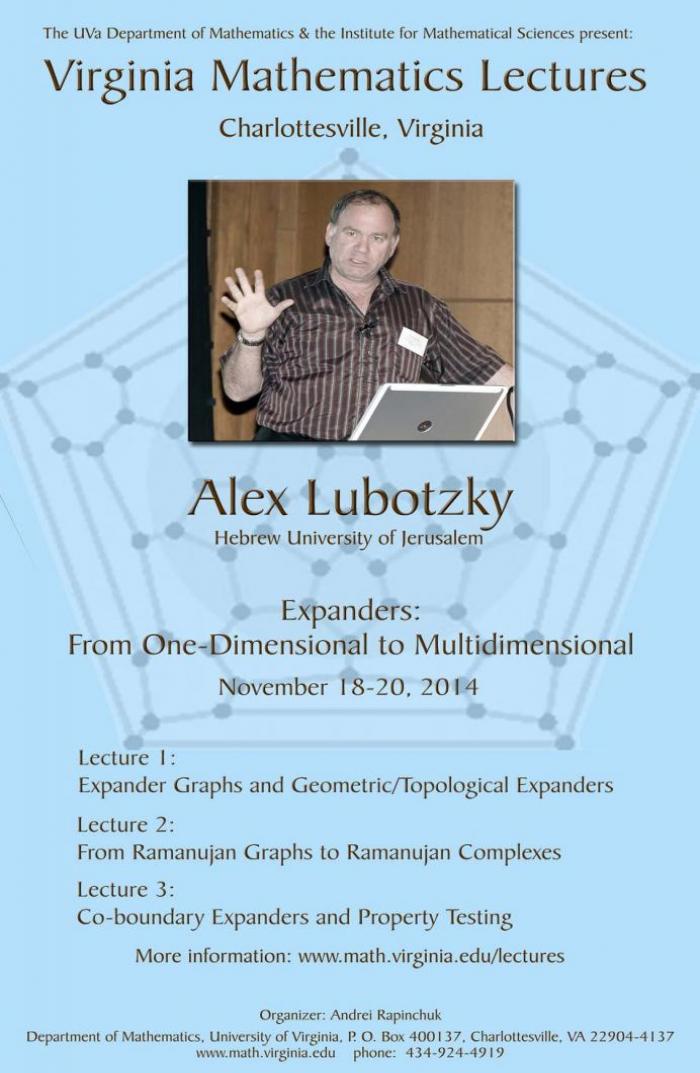 The UVa Department of Mathematics & the Institute for Mathematical Sciences present:
Virginia Mathematics Lectures
Charlottesville, Virginia
Alex Lubotzky
Hebrew University of Jerusalem
Expanders:
From One-Dimensional to Multidimensional
November 18-20, 2014
Lecture 1:
Expander Graphs and Geometric/Topological Expanders
Lecture 2:
From Ramanujan Graphs to Ramanujan Complexes
Lecture 3:
Co-boundary Expanders and Property Testing
More information: www.math.virginia.edu/lectures
Organizer: Andrei Rapinchuk
Department of Mathematics, University of Virginia, P. O. Box 400137, Charlottesville, VA 22904-4137
www.math.virginia.edu phone: 434-924-4919